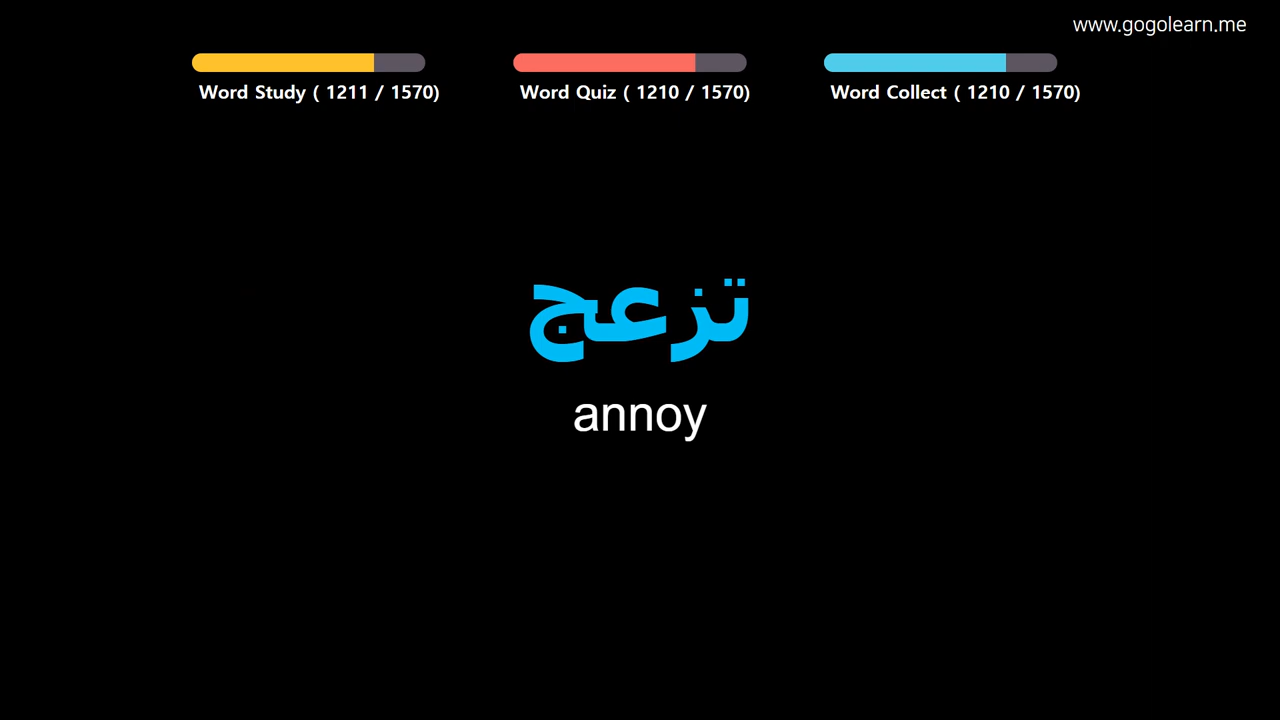 www.gogolearn.me
Word Study ( 1211 / 1570)
Word Quiz ( 1210 / 1570)
Word Collect ( 1210 / 1570)
تزعج
annoy